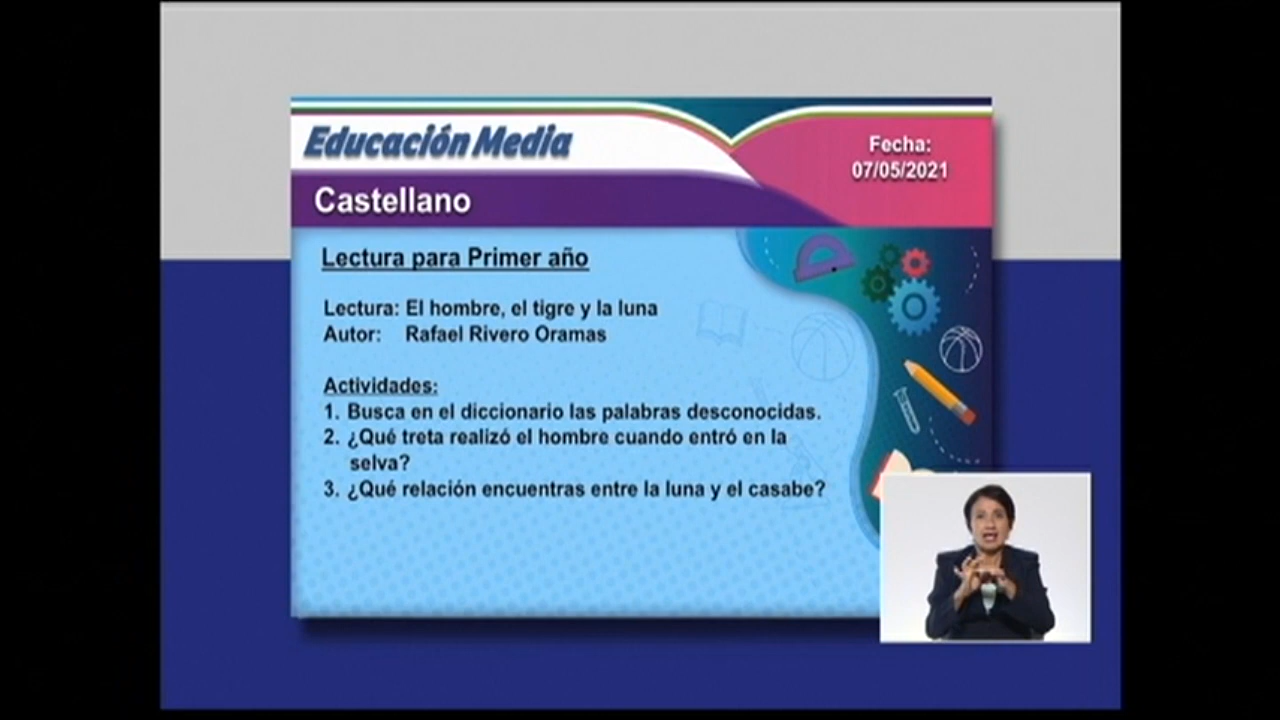 Educación Media
Fecha:
07/05/2021
Castellano
Lectura para Primer año
Lectura: El hombre, el tigre y la luna
Autor: Rafael Rivero Oramas
Actividades:
1. Busca en el diccionario las palabras desconocidas.
2. ¿Qué treta realizó el hombre cuando entró en la
selva?
3. ¿Qué relación encuentras entre la luna y el casabe?